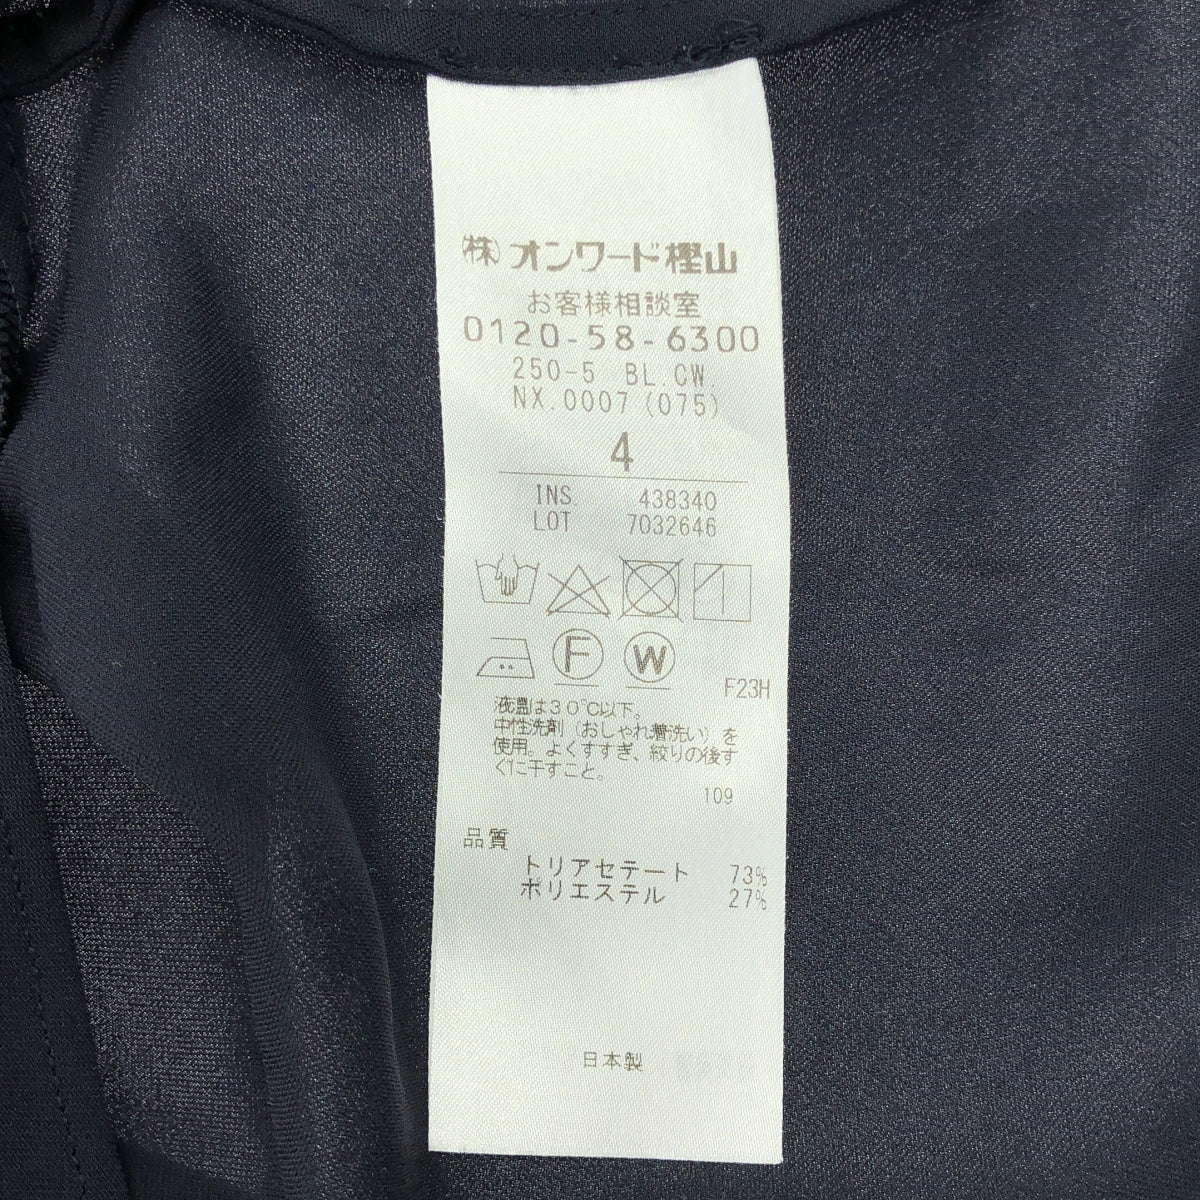 ㈱オンワード樫山
お客様相談室
0120-58-6300
250-5 BL.CW.
NX.0007(075)
4
INS. 438340
LOT 7032646
F W
F23H
液温は30℃以下。
中性洗剤(おしゃれ着洗い)を
使用。よくすすぎ、絞りの後す
ぐに干すこと。
109
品質
トリアセテート 73%
ポリエステル 27%
日本製